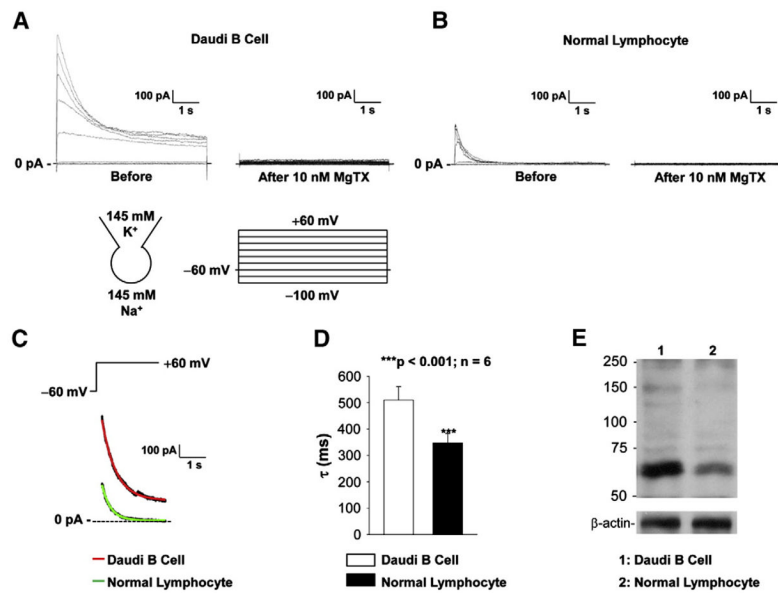 A
Daudi B Cell
100 pA
1 s
100 pA
1 s
0 pA -
Before
After 10 nM MgTX
B
Normal Lymphocyte
100 pA
1 s
100 pA
1 s
0 pA -
Before
After 10 nM MgTX
145 mM
K⁺
145 mM
Na⁺
+60 mV
−60 mV
−100 mV
C
+60 mV
−60 mV
100 pA
1 s
0 pA
Daudi B Cell
Normal Lymphocyte
D
***p < 0.001; n = 6
600
500
400
300
200
100
0
τ (ms)
***
Daudi B Cell
Normal Lymphocyte
E
1 2
250
150
100
75
50
β-actin-
1: Daudi B Cell
2: Normal Lymphocyte